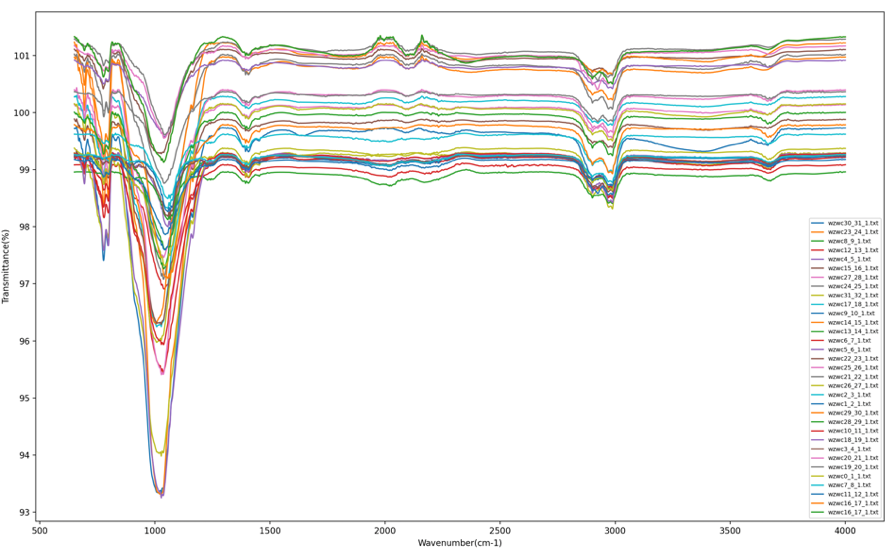 Transmittance(%)
101
100
99
98
97
96
95
94
93
500
1000
1500
2000
2500
3000
3500
4000
Wavenumber(cm-1)
wzwc30_31_1.txt
wzwc23_24_1.txt
wzwc8_9_1.txt
wzwc12_13_1.txt
wzwc4_5_1.txt
wzwc15_16_1.txt
wzwc27_28_1.txt
wzwc24_25_1.txt
wzwc31_32_1.txt
wzwc17_18_1.txt
wzwc9_10_1.txt
wzwc14_15_1.txt
wzwc13_14_1.txt
wzwc6_7_1.txt
wzwc5_6_1.txt
wzwc22_23_1.txt
wzwc25_26_1.txt
wzwc21_22_1.txt
wzwc26_27_1.txt
wzwc2_3_1.txt
wzwc1_2_1.txt
wzwc29_30_1.txt
wzwc28_29_1.txt
wzwc10_11_1.txt
wzwc18_19_1.txt
wzwc3_4_1.txt
wzwc20_21_1.txt
wzwc19_20_1.txt
wzwc0_1_1.txt
wzwc7_8_1.txt
wzwc11_12_1.txt
wzwc16_17_1.txt
wzwc16_17_1.txt